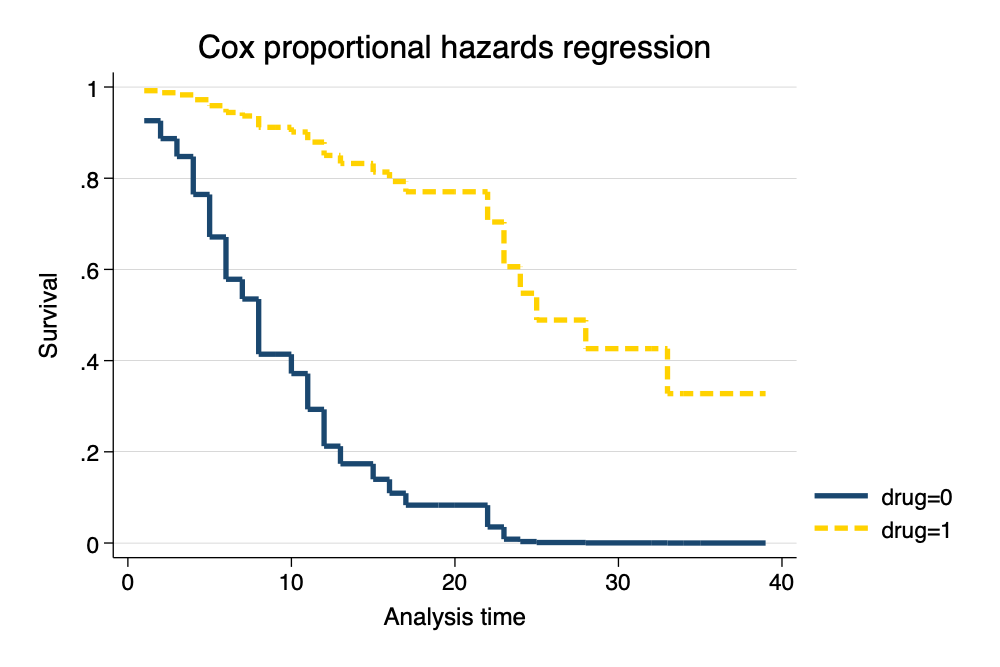 Cox proportional hazards regression
1
.8
.6
.4
.2
0
Survival
0 10 20 30 40
Analysis time
drug=0
drug=1